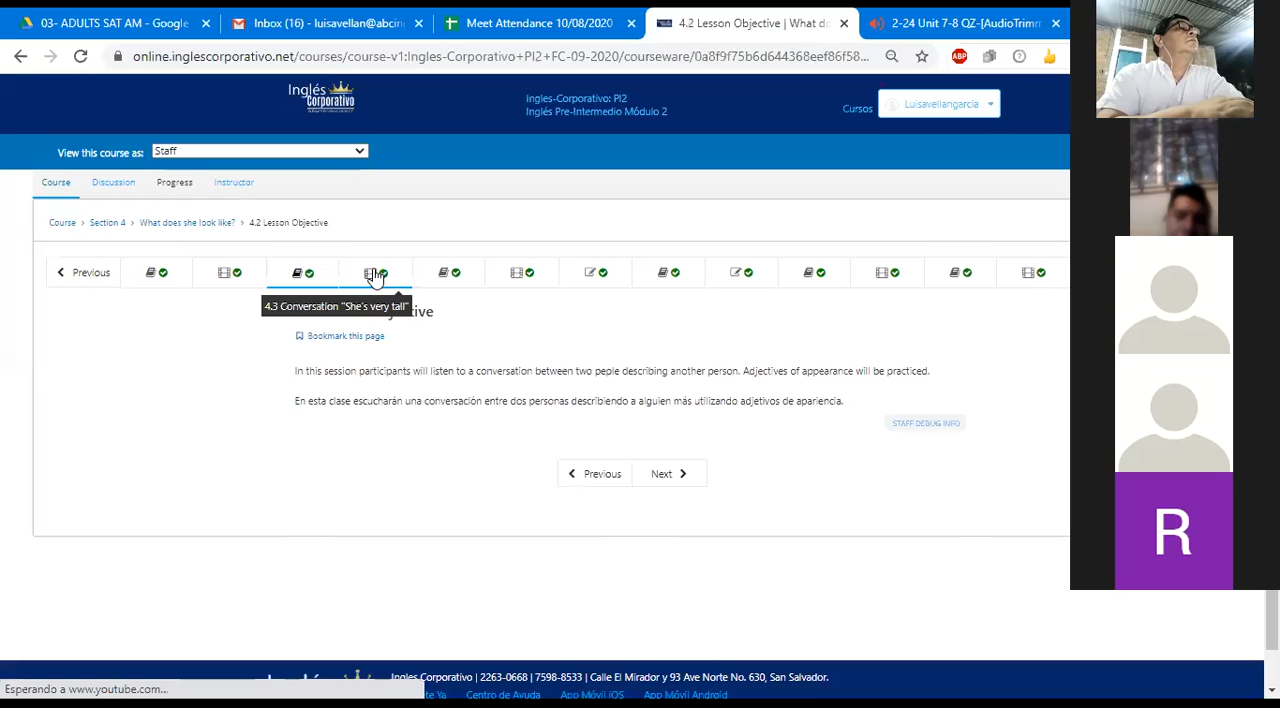 03- ADULTS SAT AM - Google
Inbox (16) - luisavellan@abcin
Meet Attendance 10/08/2020
4.2 Lesson Objective | What d
2-24 Unit 7-8 QZ-[AudioTrimm
online.inglescorporativo.net/courses/course-v1:Ingles-Corporativo+PI2+FC-09-2020/courseware/0a8f9f75b6d644368eef86f58...
ABP
Inglés
Corporativo
Ingles-Corporativo: PI2
Inglés Pre-Intermedio Módulo 2
Cursos
Luisavellangarcia
View this course as:
Staff
Course
Discussion
Progress
Instructor
Course > Section 4 > What does she look like? > 4.2 Lesson Objective
Previous
4.3 Conversation "She's very tall"
Bookmark this page
In this session participants will listen to a conversation between two peple describing another person. Adjectives of appearance will be practiced.
En esta clase escucharán una conversación entre dos personas describiendo a alguien más utilizando adjetivos de apariencia.
STAFF DEBUG INFO
Previous
Next
R
Ingles Corporativo | 2263-0668 | 7598-8533 | Calle El Mirador y 93 Ave Norte No. 630, San Salvador.
Esperando a www.youtube.com...
te Ya
Centro de Ayuda
App Móvil iOS
App Móvil Android